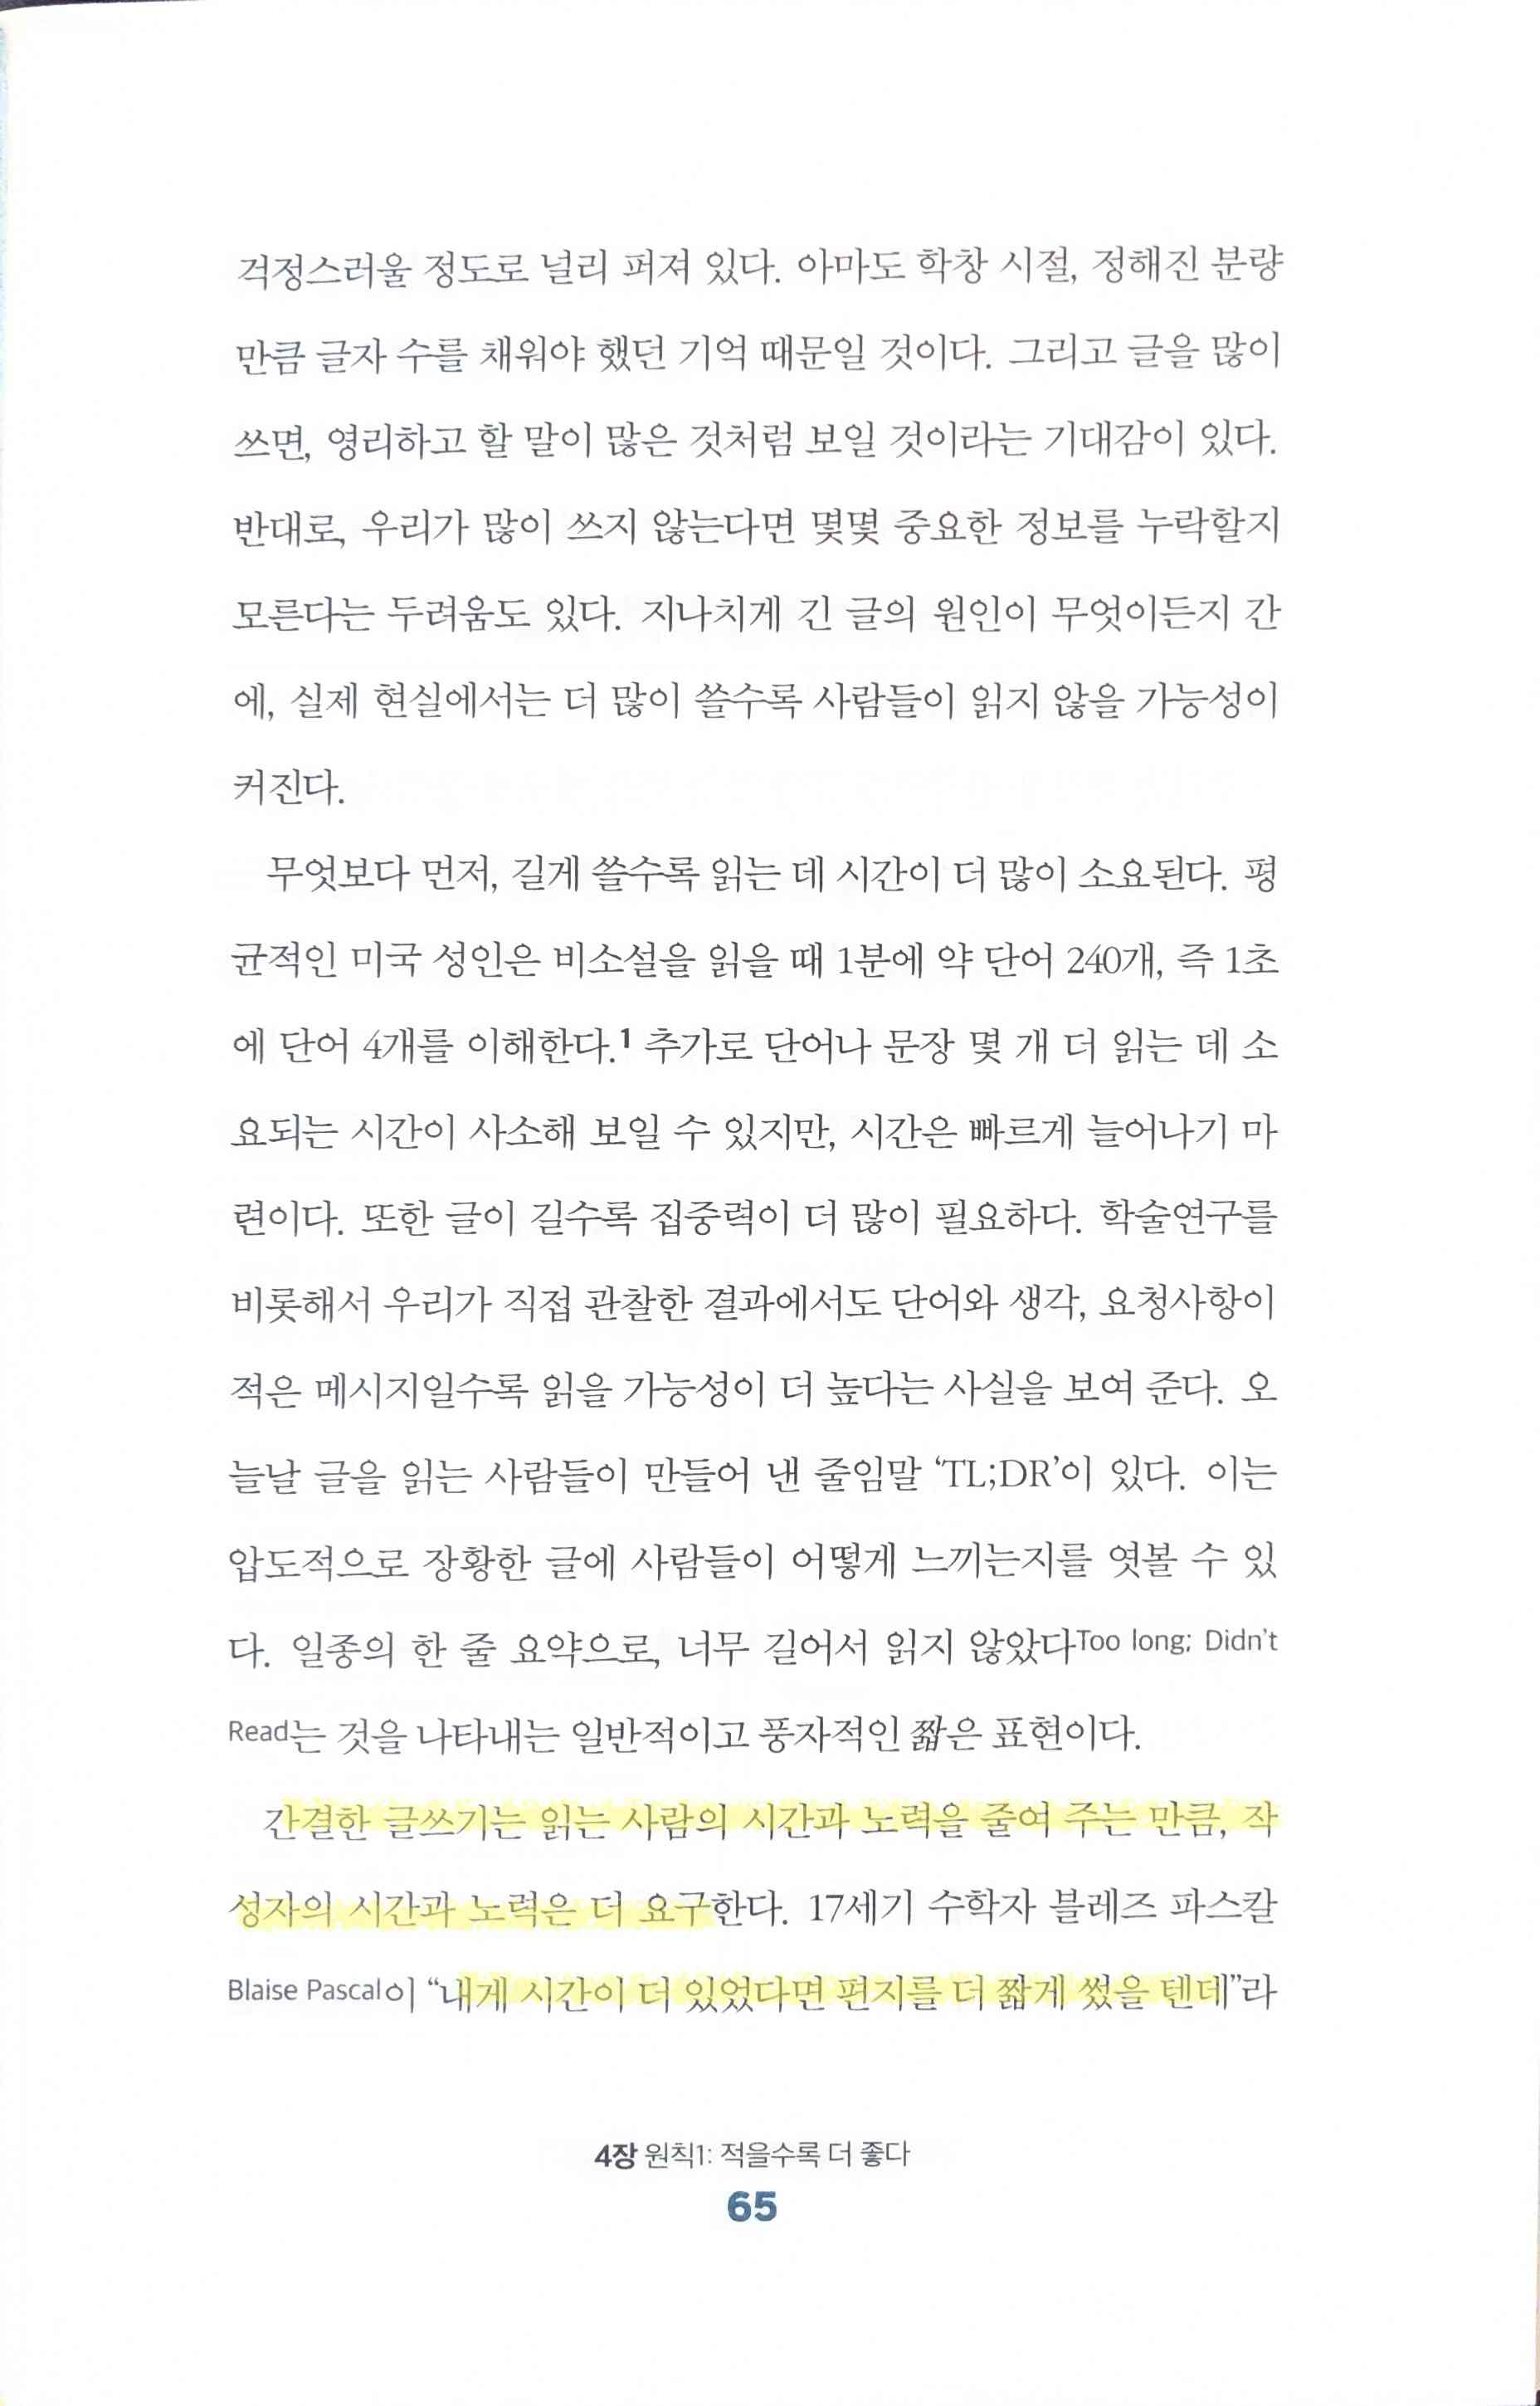 걱정스러울 정도로 널리 퍼져 있다. 아마도 학창 시절, 정해진 분량
만큼 글자 수를 채워야 했던 기억 때문일 것이다. 그리고 글을 많이
쓰면, 영리하고 할 말이 많은 것처럼 보일 것이라는 기대감이 있다.
반대로, 우리가 많이 쓰지 않는다면 몇몇 중요한 정보를 누락할지
모른다는 두려움도 있다. 지나치게 긴 글의 원인이 무엇이든지 간
에, 실제 현실에서는 더 많이 쓸수록 사람들이 읽지 않을 가능성이
커진다.
무엇보다 먼저, 길게 쓸수록 읽는 데 시간이 더 많이 소요된다. 평
균적인 미국 성인은 비소설을 읽을 때 1분에 약 단어 240개, 즉 1초
에 단어 4개를 이해한다.¹ 추가로 단어나 문장 몇 개 더 읽는 데 소
요되는 시간이 사소해 보일 수 있지만, 시간은 빠르게 늘어나기 마
련이다. 또한 글이 길수록 집중력이 더 많이 필요하다. 학술연구를
비롯해서 우리가 직접 관찰한 결과에서도 단어와 생각, 요청사항이
적은 메시지일수록 읽을 가능성이 더 높다는 사실을 보여 준다. 오
늘날 글을 읽는 사람들이 만들어 낸 줄임말 ‘TL;DR’이 있다. 이는
압도적으로 장황한 글에 사람들이 어떻게 느끼는지를 엿볼 수 있
다. 일종의 한 줄 요약으로, 너무 길어서 읽지 않았다Too long; Didn't
Read는 것을 나타내는 일반적이고 풍자적인 짧은 표현이다.
간결한 글쓰기는 읽는 사람의 시간과 노력을 줄여 주는 만큼, 작
성자의 시간과 노력은 더 요구한다. 17세기 수학자 블레즈 파스칼
Blaise Pascal이 “내게 시간이 더 있었다면 편지를 더 짧게 썼을 텐데”라
4장 원칙1: 적을수록 더 좋다
65